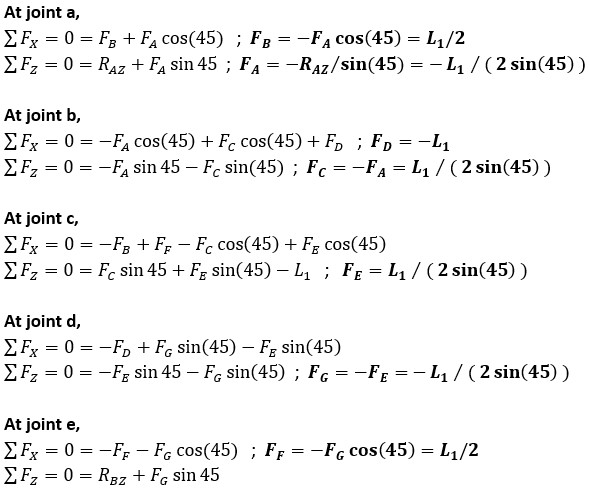 At joint a,
∑F_X = 0 = F_B + F_A cos(45) ; F_B = −F_A cos(45) = L_1/2
∑F_Z = 0 = R_AZ + F_A sin 45 ; F_A = −R_AZ/sin(45) = − L_1 / ( 2 sin(45) )
At joint b,
∑F_X = 0 = −F_A cos(45) + F_C cos(45) + F_D ; F_D = −L_1
∑F_Z = 0 = −F_A sin 45 − F_C sin(45) ; F_C = −F_A = L_1 / ( 2 sin(45) )
At joint c,
∑F_X = 0 = −F_B + F_F − F_C cos(45) + F_E cos(45)
∑F_Z = 0 = F_C sin 45 + F_E sin(45) − L_1 ; F_E = L_1 / ( 2 sin(45) )
At joint d,
∑F_X = 0 = −F_D + F_G sin(45) − F_E sin(45)
∑F_Z = 0 = −F_E sin 45 − F_G sin(45) ; F_G = −F_E = − L_1 / ( 2 sin(45) )
At joint e,
∑F_X = 0 = −F_F − F_G cos(45) ; F_F = −F_G cos(45) = L_1/2
∑F_Z = 0 = R_BZ + F_G sin 45